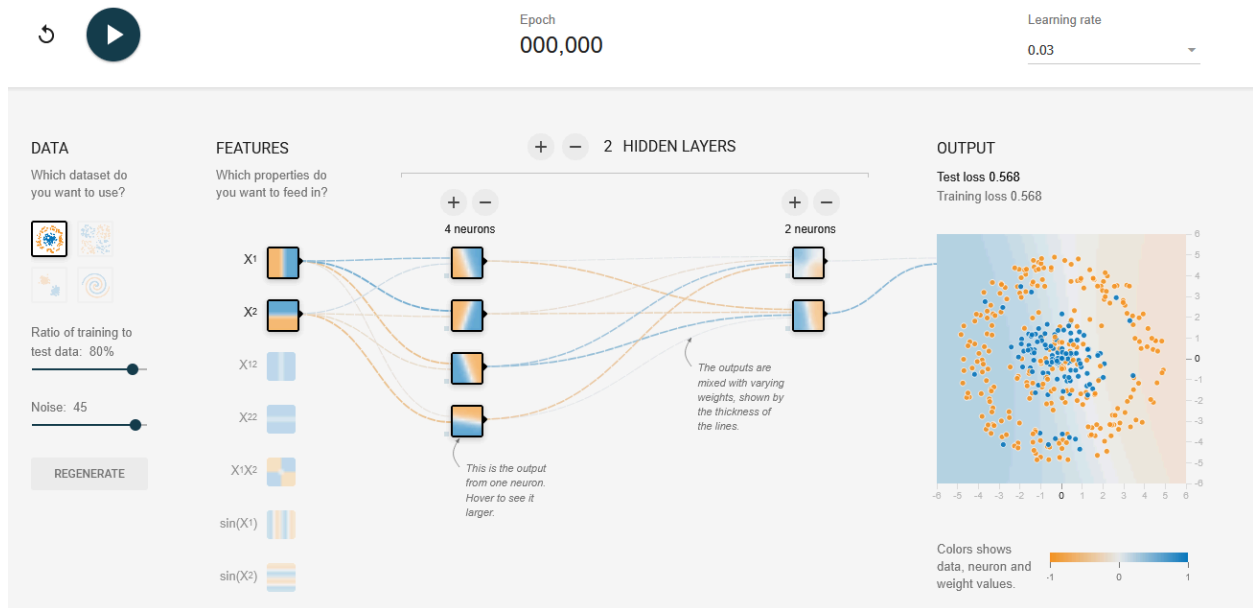 Epoch
000,000
Learning rate
0.03
DATA
Which dataset do
you want to use?
Ratio of training to
test data: 80%
Noise: 45
REGENERATE
FEATURES
Which properties do
you want to feed in?
X1
X2
X12
X22
X1X2
sin(X1)
sin(X2)
+ − 2 HIDDEN LAYERS
+ −
4 neurons
+ −
2 neurons
The outputs are
mixed with varying
weights, shown by
the thickness of
the lines.
This is the output
from one neuron.
Hover to see it
larger.
OUTPUT
Test loss 0.568
Training loss 0.568
6
5
4
3
2
1
0
-1
-2
-3
-4
-5
-6
-6 -5 -4 -3 -2 -1 0 1 2 3 4 5 6
Colors shows
data, neuron and
weight values.
-1 0 1